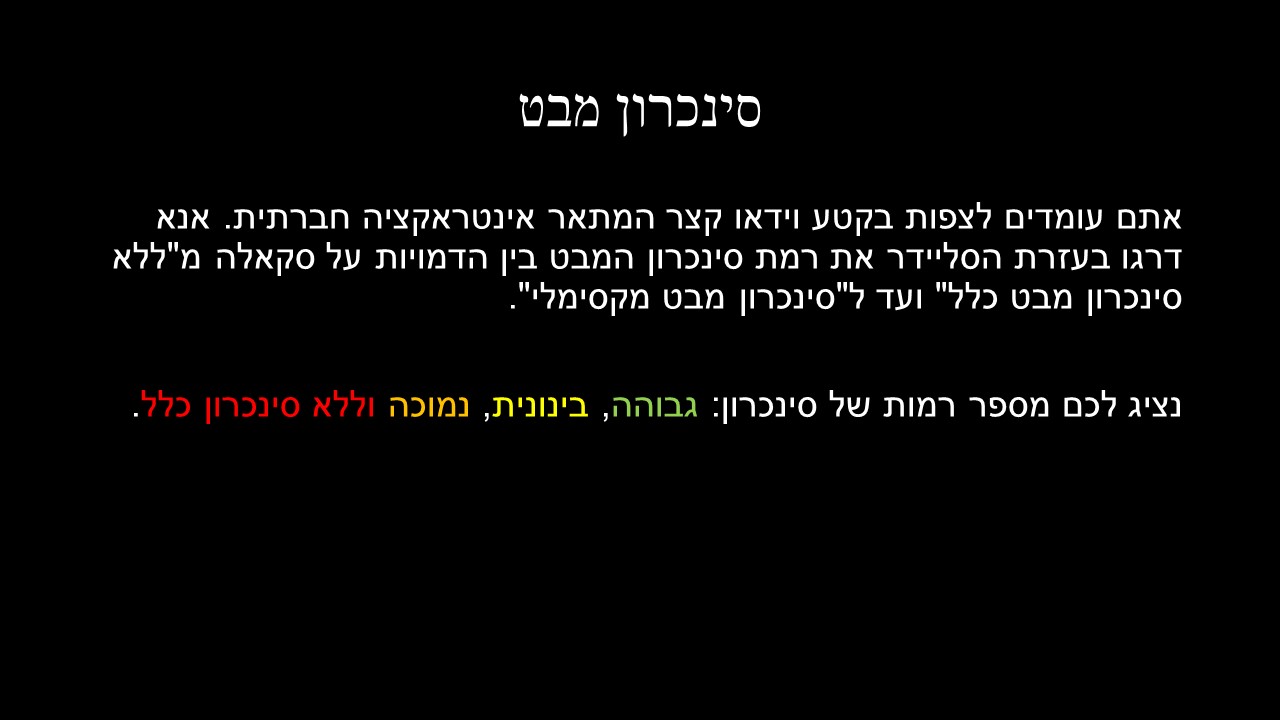 סינכרון מבט
אתם עומדים לצפות בקטע וידאו קצר המתאר אינטראקציה חברתית. אנא
דרגו בעזרת הסליידר את רמת סינכרון המבט בין הדמויות על סקאלה מ"ללא
סינכרון מבט כלל" ועד ל"סינכרון מבט מקסימלי".
נציג לכם מספר רמות של סינכרון: גבוהה, בינונית, נמוכה וללא סינכרון כלל.